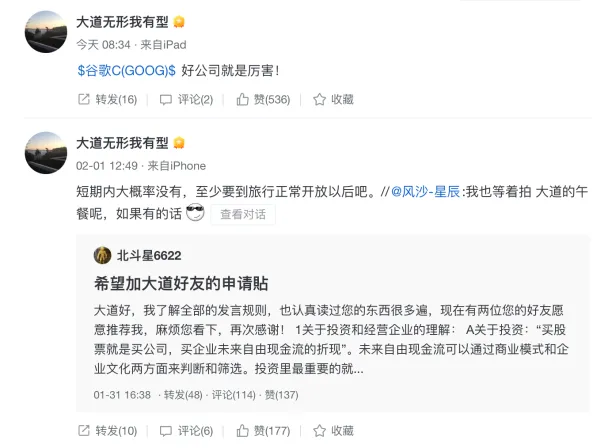 大道无形我有型
今天 08:34 · 来自iPad
$谷歌C(GOOG)$ 好公司就是厉害!
转发(16) 评论(2) 赞(536) 收藏
大道无形我有型
02-01 12:49 · 来自iPhone
短期内大概率没有，至少要到旅行正常开放以后吧。//@风沙-星辰:我也等着拍 大道的午
餐呢，如果有的话 查看对话
北斗星6622
希望加大道好友的申请贴
大道好，我了解全部的发言规则，也认真读过您的东西很多遍，现在有两位您的好友愿
意推荐我，麻烦您看下，再次感谢！ 1关于投资和经营企业的理解： A关于投资：“买股
票就是买公司，买企业未来自由现金流的折现”。未来自由现金流可以通过商业模式和企
业文化两方面来判断和筛选。投资里最重要的就...
01-31 16:38 · 转发(48) · 评论(114) · 赞(137)
转发(10) 评论(6) 赞(177) 收藏